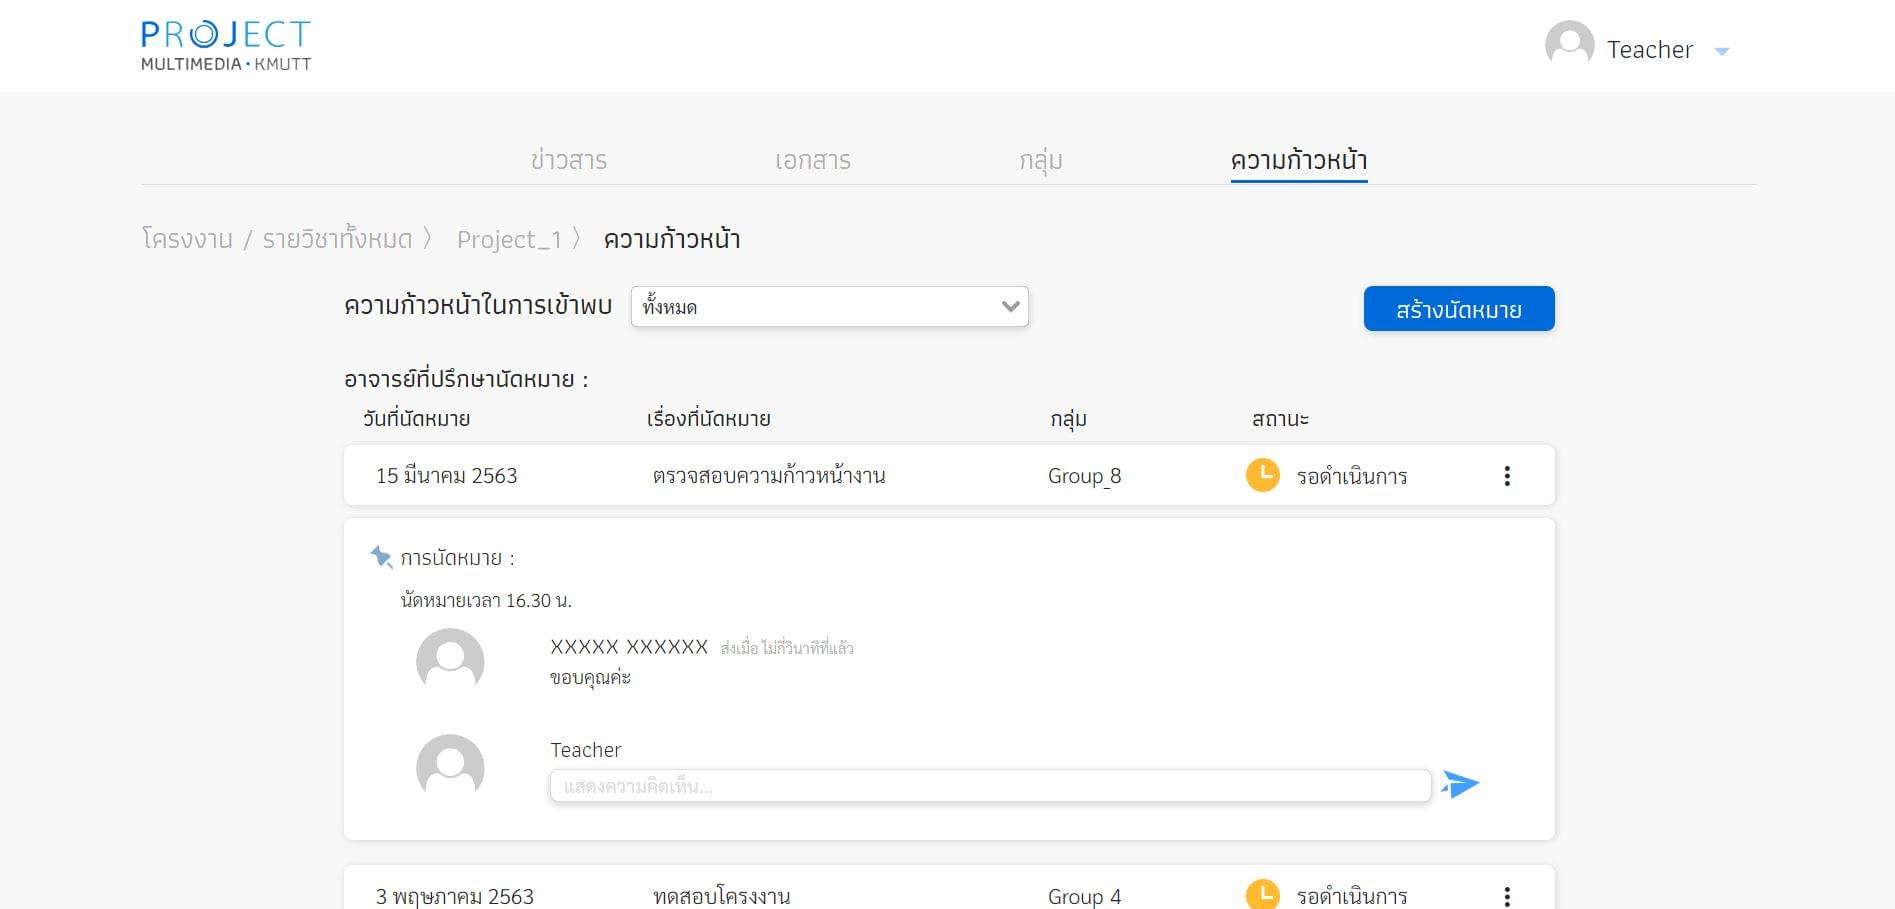 PROJECT
MULTIMEDIA • KMUTT
Teacher
ข่าวสาร เอกสาร กลุ่ม ความก้าวหน้า
โครงงาน / รายวิชาทั้งหมด 〉 Project_1 〉 ความก้าวหน้า
ความก้าวหน้าในการเข้าพบ ทั้งหมด สร้างนัดหมาย
อาจารย์ที่ปรึกษานัดหมาย :
วันที่นัดหมาย เรื่องที่นัดหมาย กลุ่ม สถานะ
15 มีนาคม 2563 ตรวจสอบความก้าวหน้างาน Group_8 รอดำเนินการ
การนัดหมาย :
นัดหมายเวลา 16.30 น.
XXXXX XXXXXX ส่งเมื่อ ไม่กี่วินาทีที่แล้ว
ขอบคุณค่ะ
Teacher
แสดงความคิดเห็น...
3 พฤษภาคม 2563 ทดสอบโครงงาน Group 4 รอดำเนินการ